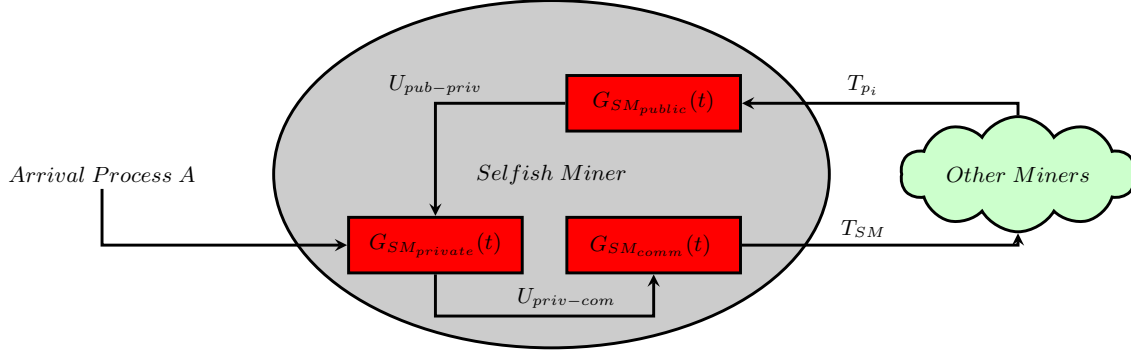 U_{pub-priv}
G_{SM_{public}}(t)
T_{p_i}
Arrival Process A
Selfish Miner
Other Miners
G_{SM_{private}}(t)
G_{SM_{comm}}(t)
T_{SM}
U_{priv-com}